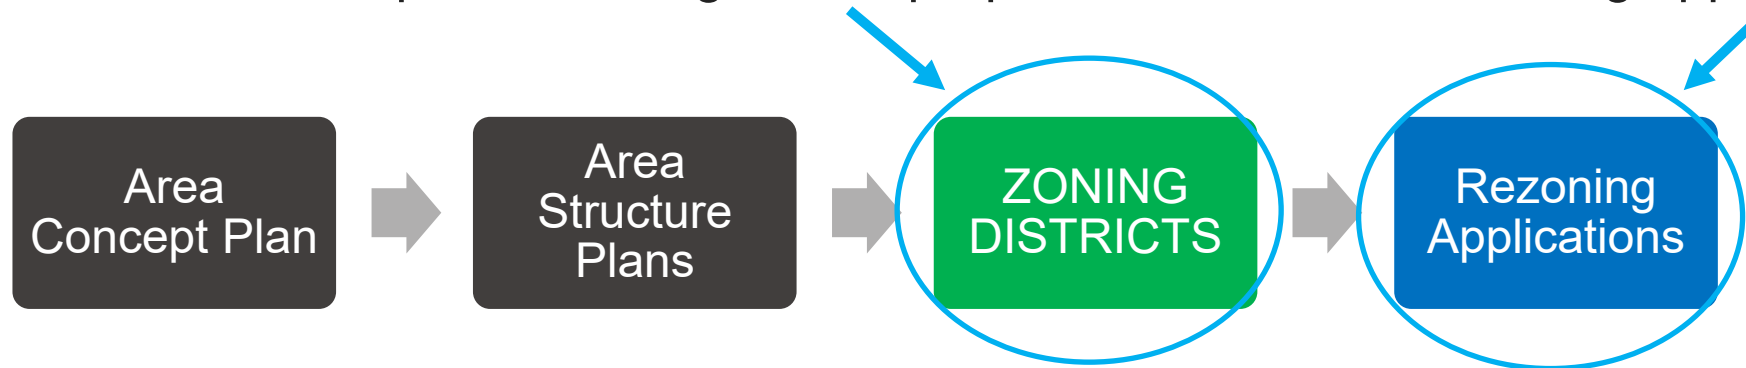 Area
Concept Plan
Area
Structure
Plans
ZONING
DISTRICTS
Rezoning
Applications